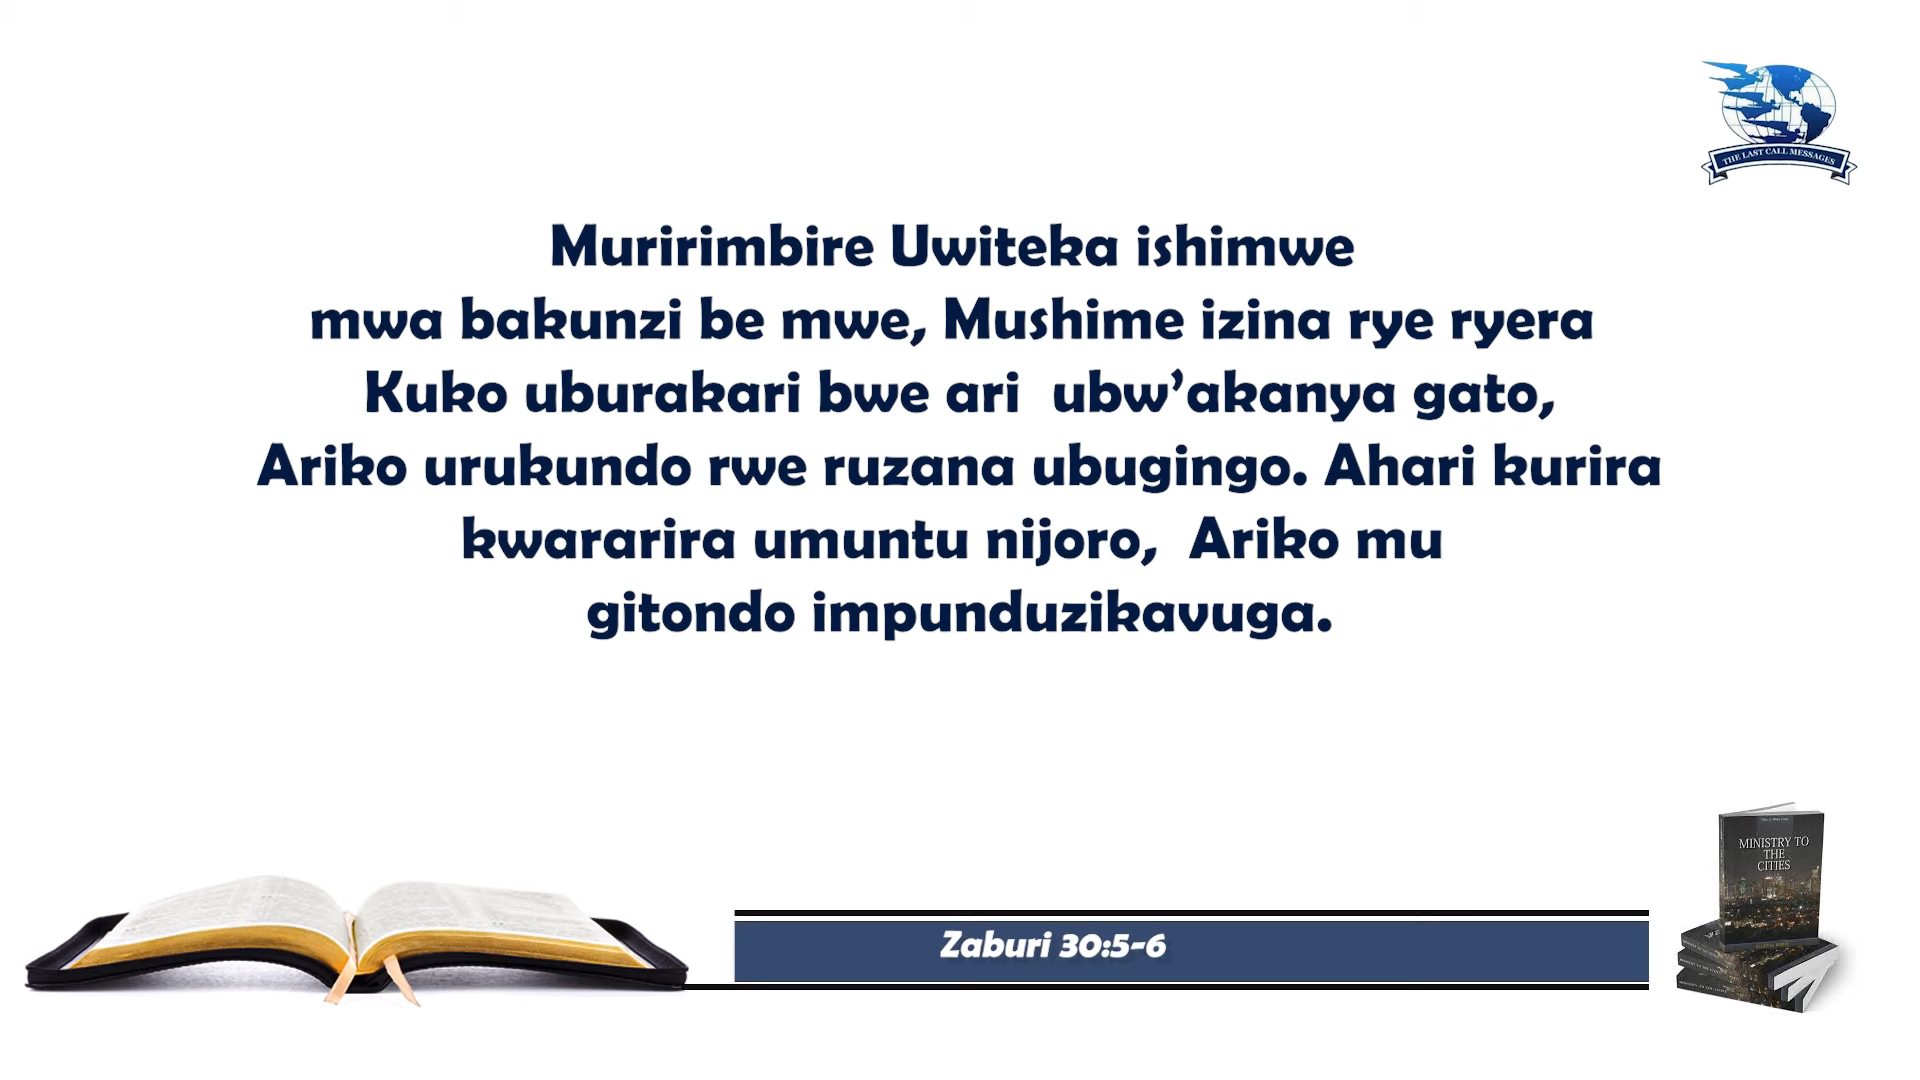 THE LAST CALL MESSAGES
Muririmbire Uwiteka ishimwe
mwa bakunzi be mwe, Mushime izina rye ryera
Kuko uburakari bwe ari ubw’akanya gato,
Ariko urukundo rwe ruzana ubugingo. Ahari kurira
kwararira umuntu nijoro, Ariko mu
gitondo impunduzikavuga.
MINISTRY TO
THE
CITIES
Zaburi 30:5-6